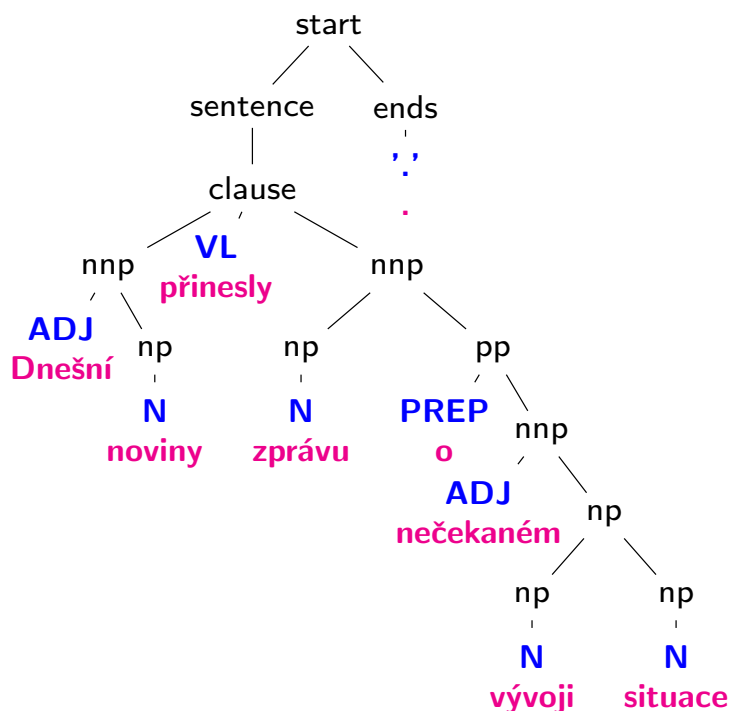 start
sentence ends
','
.
clause
.
VL
nnp přinesly nnp
ADJ np np pp
Dnešní
N N PREP nnp
noviny zprávu o
ADJ np
nečekaném
np np
N N
vývoji situace